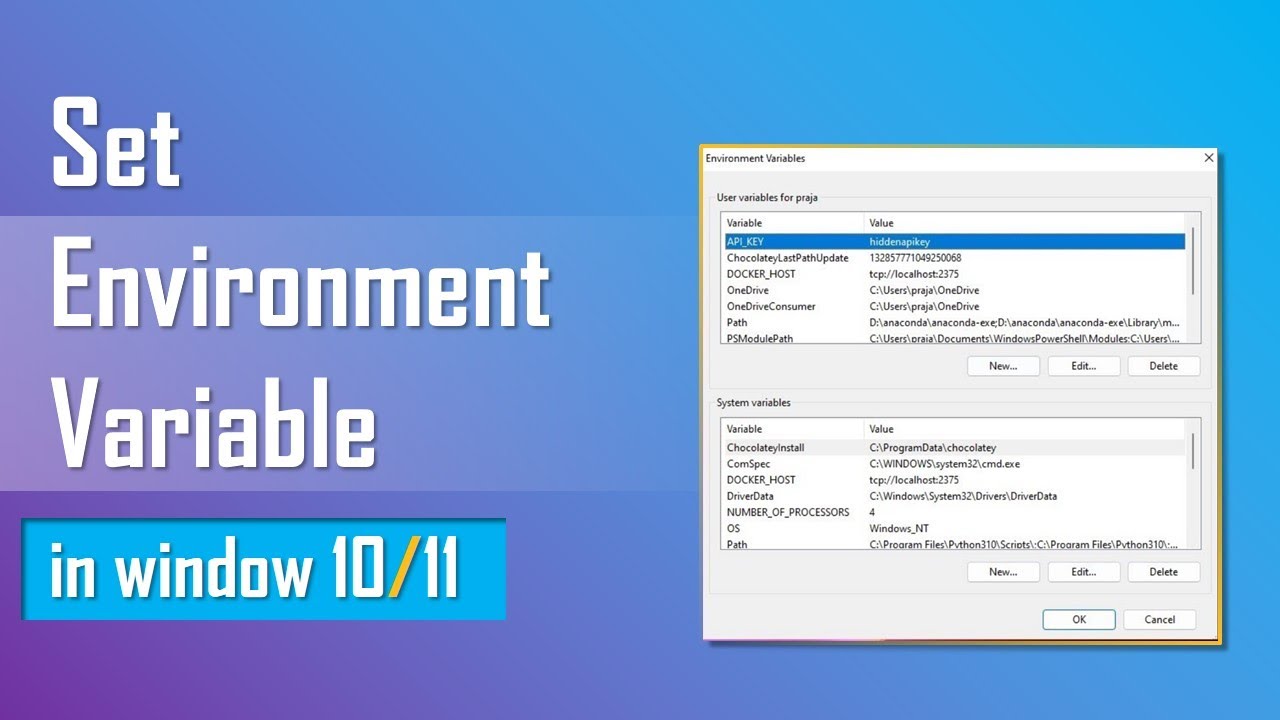 Set
Environment
Variable
in window 10/11
Environment Variables
User variables for praja
Variable Value
API_KEY hiddenapikey
ChocolateyLastPathUpdate 132857771049250068
DOCKER_HOST tcp://localhost:2375
OneDrive C:\Users\praja\OneDrive
OneDriveConsumer C:\Users\praja\OneDrive
Path D:\anaconda\anaconda-exe;D:\anaconda\anaconda-exe\Library\m...
PSModulePath C:\Users\praja\Documents\WindowsPowerShell\Modules;C:\Users\...
New... Edit... Delete
System variables
Variable Value
ChocolateyInstall C:\ProgramData\chocolatey
ComSpec C:\WINDOWS\system32\cmd.exe
DOCKER_HOST tcp://localhost:2375
DriverData C:\Windows\System32\Drivers\DriverData
NUMBER_OF_PROCESSORS 4
OS Windows_NT
Path C:\Program Files\Python310\Scripts\;C:\Program Files\Python310\;...
New... Edit... Delete
OK Cancel